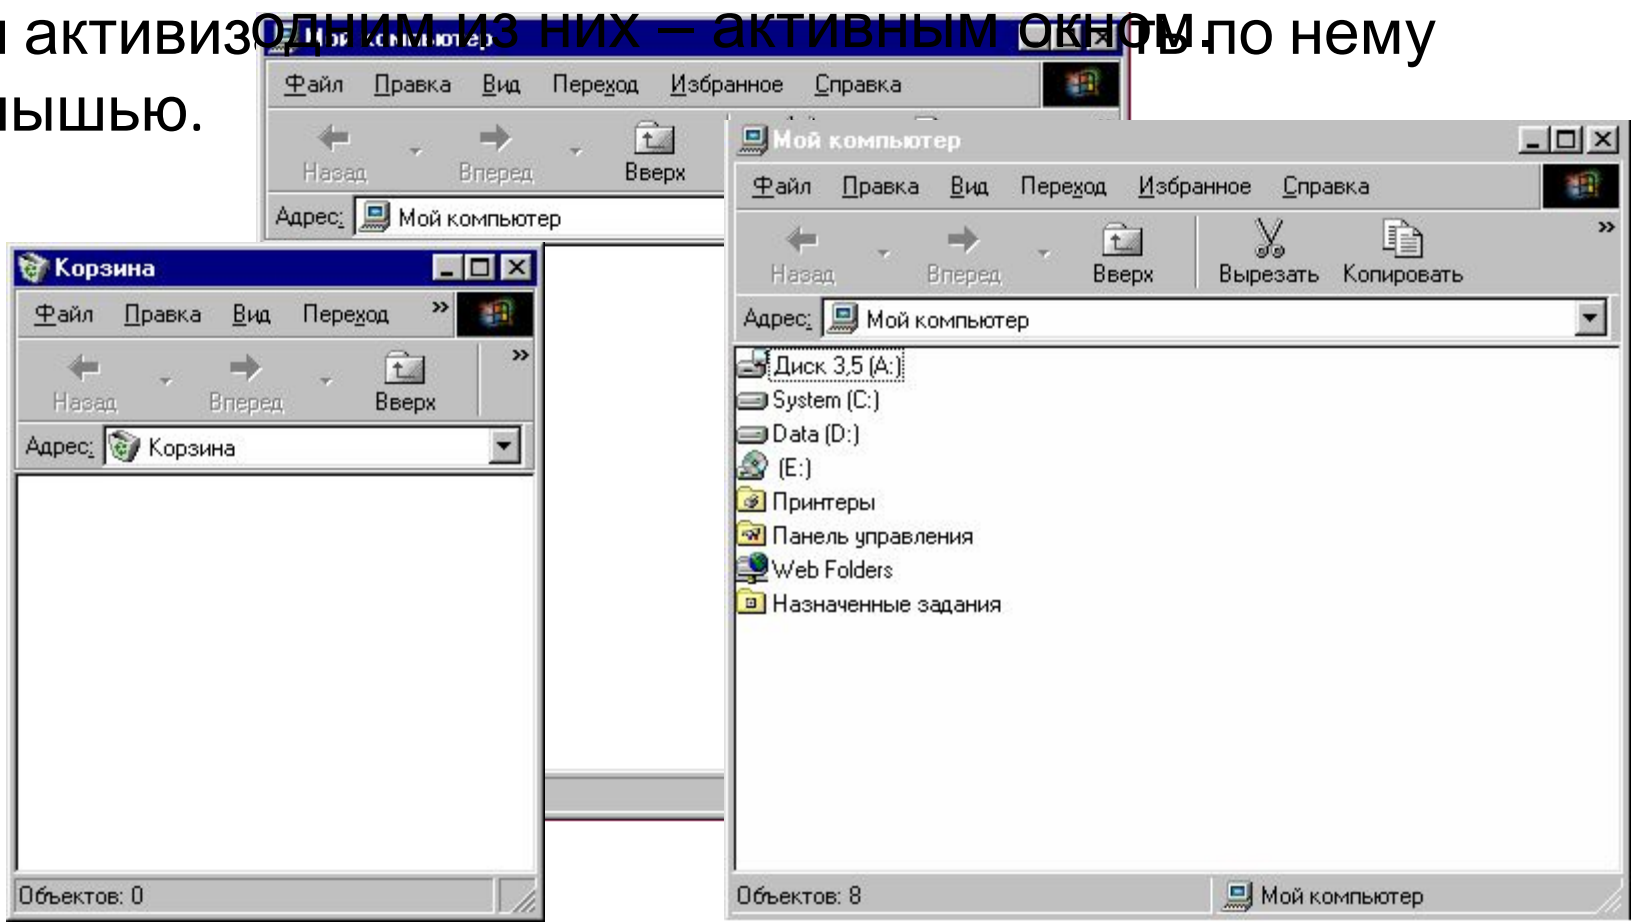 активиз
одним из них – активным окном.
ть по нему
мышью.
Мой компьютер
Файл Правка Вид Переход Избранное Справка
Назад Вперед Вверх
Адрес: Мой компьютер
Корзина
Файл Правка Вид Переход »
Назад Вперед Вверх »
Адрес: Корзина
Объектов: 0
Мой компьютер
Файл Правка Вид Переход Избранное Справка
Назад Вперед Вверх Вырезать Копировать »
Адрес: Мой компьютер
Диск 3,5 (A:)
System (C:)
Data (D:)
(E:)
Принтеры
Панель управления
Web Folders
Назначенные задания
Объектов: 8 Мой компьютер